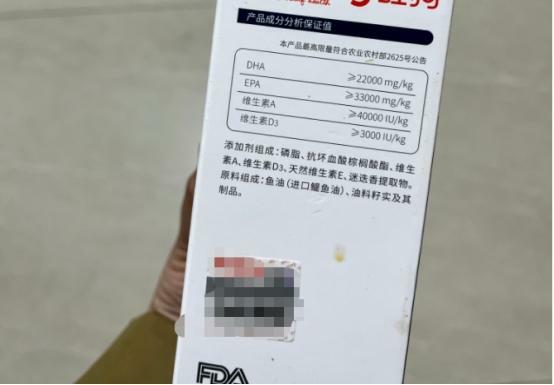 产品成分分析保证值
本产品最高限量符合农业农村部2625号公告
DHA ≥22000 mg/kg
EPA ≥33000 mg/kg
维生素A ≥40000 IU/kg
维生素D3 ≥3000 IU/kg
添加剂组成：磷脂、抗坏血酸棕榈酸酯、维生
素A、维生素D3、天然维生素E、迷迭香提取物。
原料组成：鱼油（进口鳀鱼油）、油料籽实及其
制品。
FDA